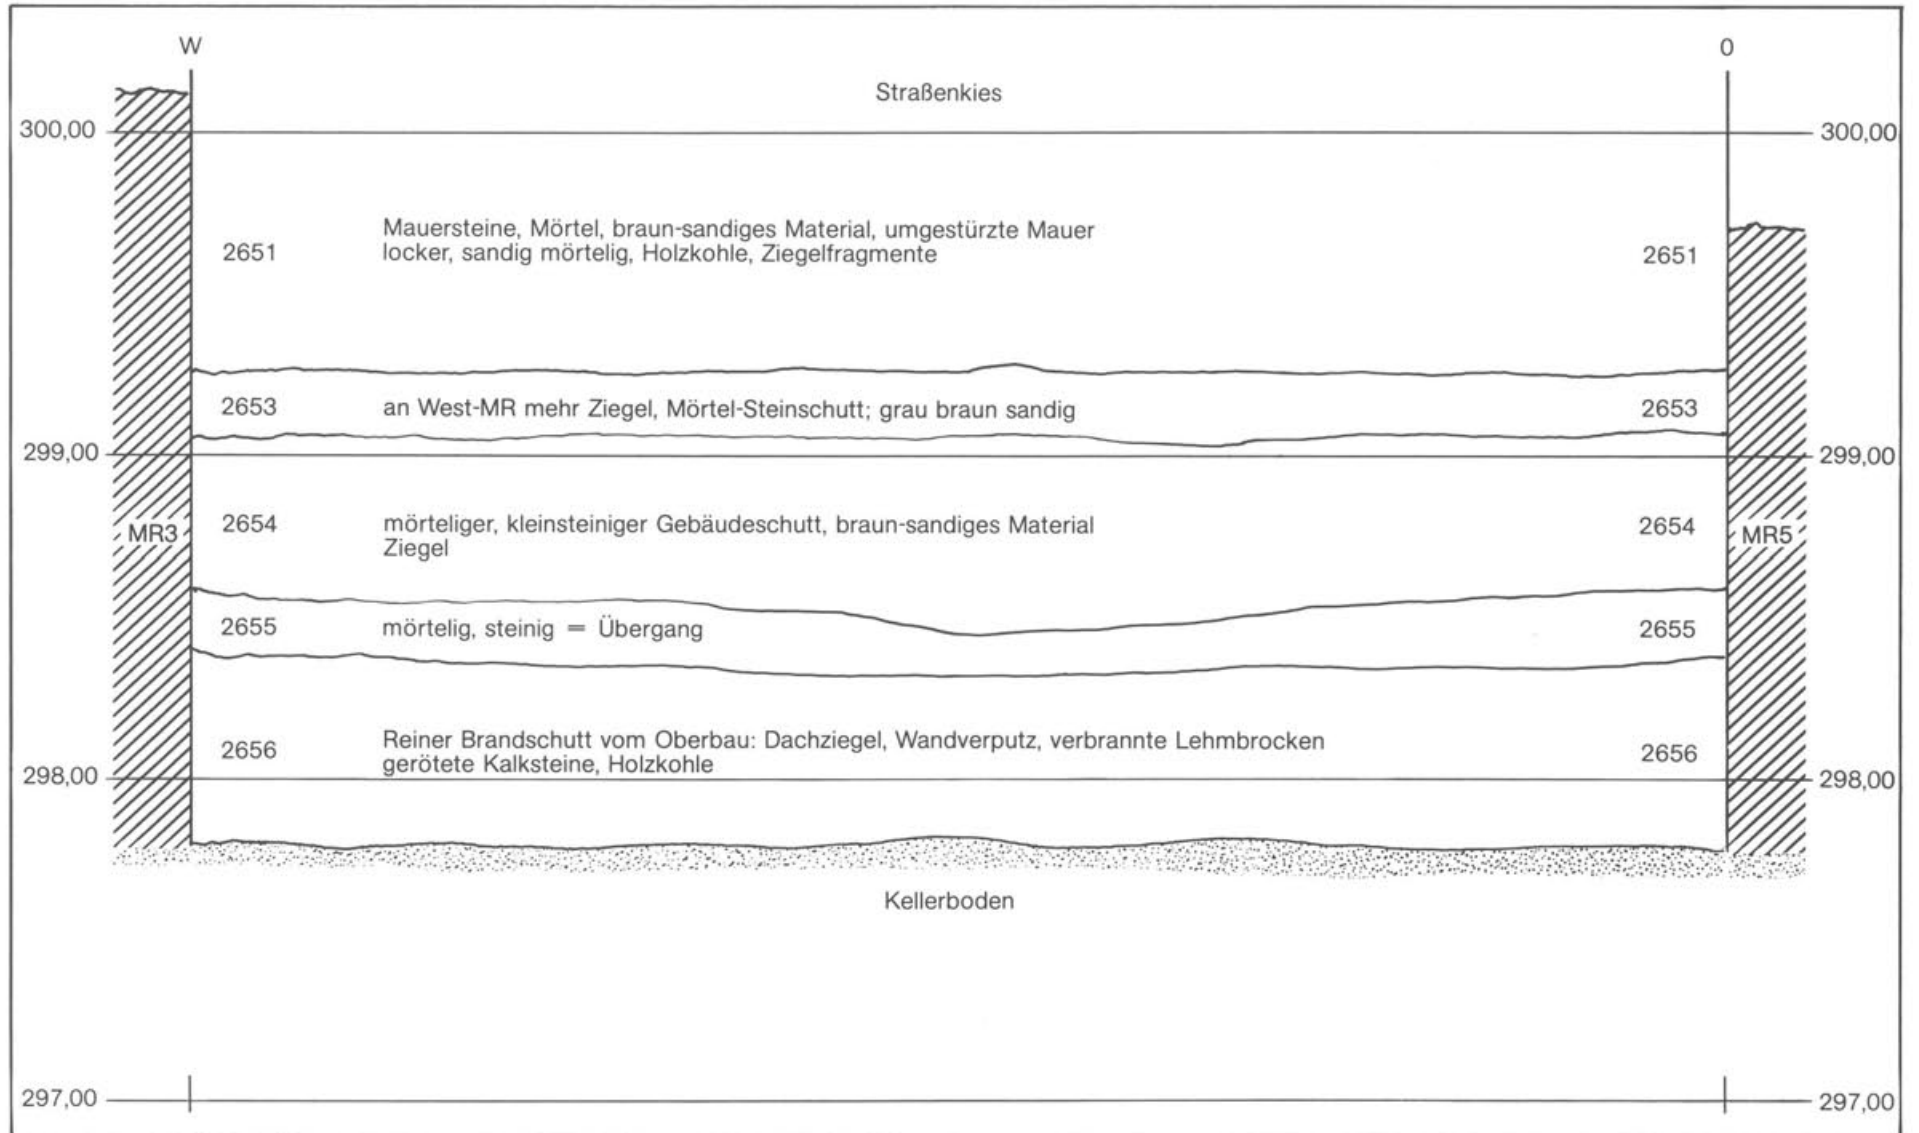 W
O
Straßenkies
300,00
300,00
Mauersteine, Mörtel, braun-sandiges Material, umgestürzte Mauer
2651
locker, sandig mörtelig, Holzkohle, Ziegelfragmente
2651
2653
an West-MR mehr Ziegel, Mörtel-Steinschutt; grau braun sandig
2653
299,00
299,00
MR3
2654
mörteliger, kleinsteiniger Gebäudeschutt, braun-sandiges Material
Ziegel
2654
MR5
2655
mörtelig, steinig = Übergang
2655
2656
Reiner Brandschutt vom Oberbau: Dachziegel, Wandverputz, verbrannte Lehmbrocken
gerötete Kalksteine, Holzkohle
2656
298,00
298,00
Kellerboden
297,00
297,00